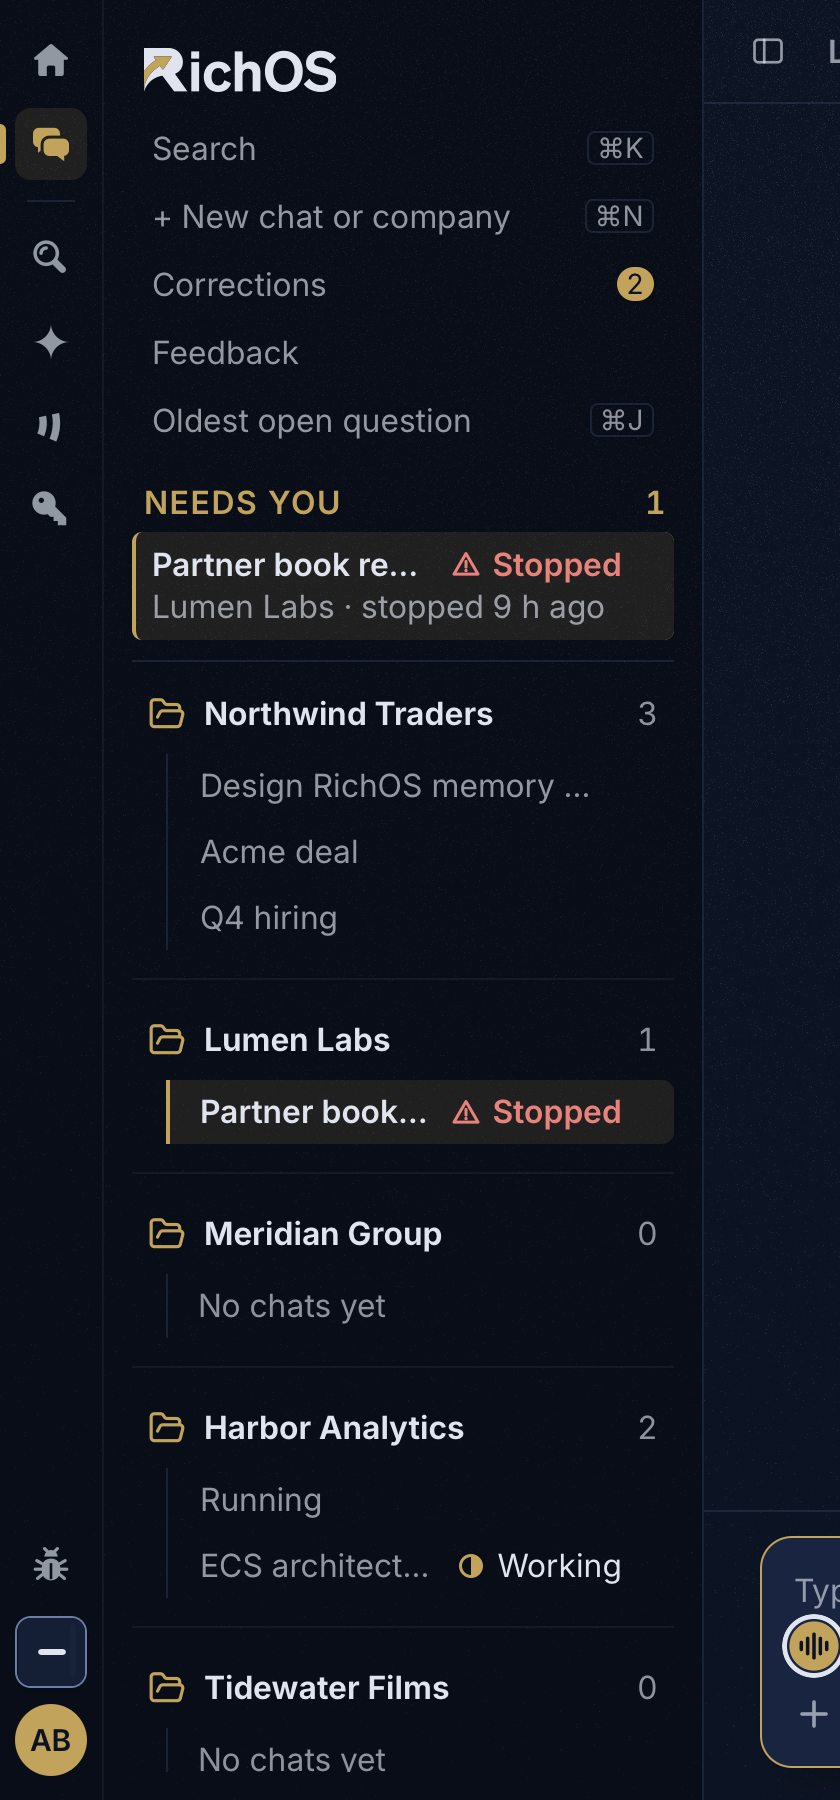 RichOS
Search ⌘K
+ New chat or company ⌘N
Corrections 2
Feedback
Oldest open question ⌘J
NEEDS YOU 1
Partner book re... Stopped
Lumen Labs · stopped 9 h ago
Northwind Traders 3
Design RichOS memory ...
Acme deal
Q4 hiring
Lumen Labs 1
Partner book... Stopped
Meridian Group 0
No chats yet
Harbor Analytics 2
Running
ECS architect... Working
Tidewater Films 0
No chats yet
AB
L
Typ